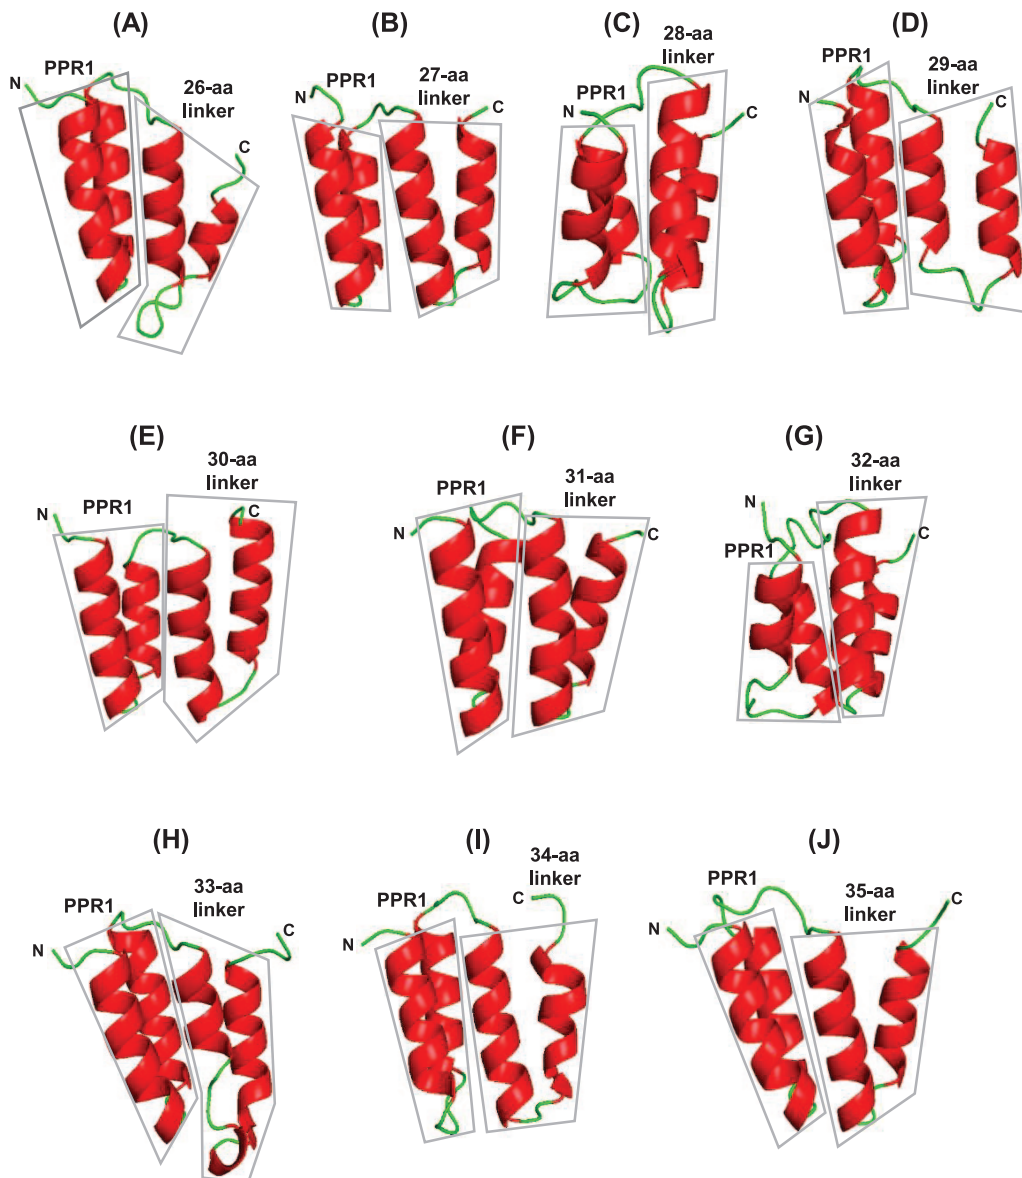 (A)
PPR1
N
26-aa
linker
C
(B)
PPR1
N
27-aa
linker
C
(C)
28-aa
linker
PPR1
N
C
(D)
PPR1
N
29-aa
linker
C
(E)
30-aa
linker
PPR1
N
C
(F)
31-aa
linker
PPR1
N
C
(G)
32-aa
linker
N
PPR1
C
(H)
33-aa
linker
PPR1
N
C
(I)
34-aa
linker
PPR1
N
C
(J)
PPR1
35-aa
linker
N
C